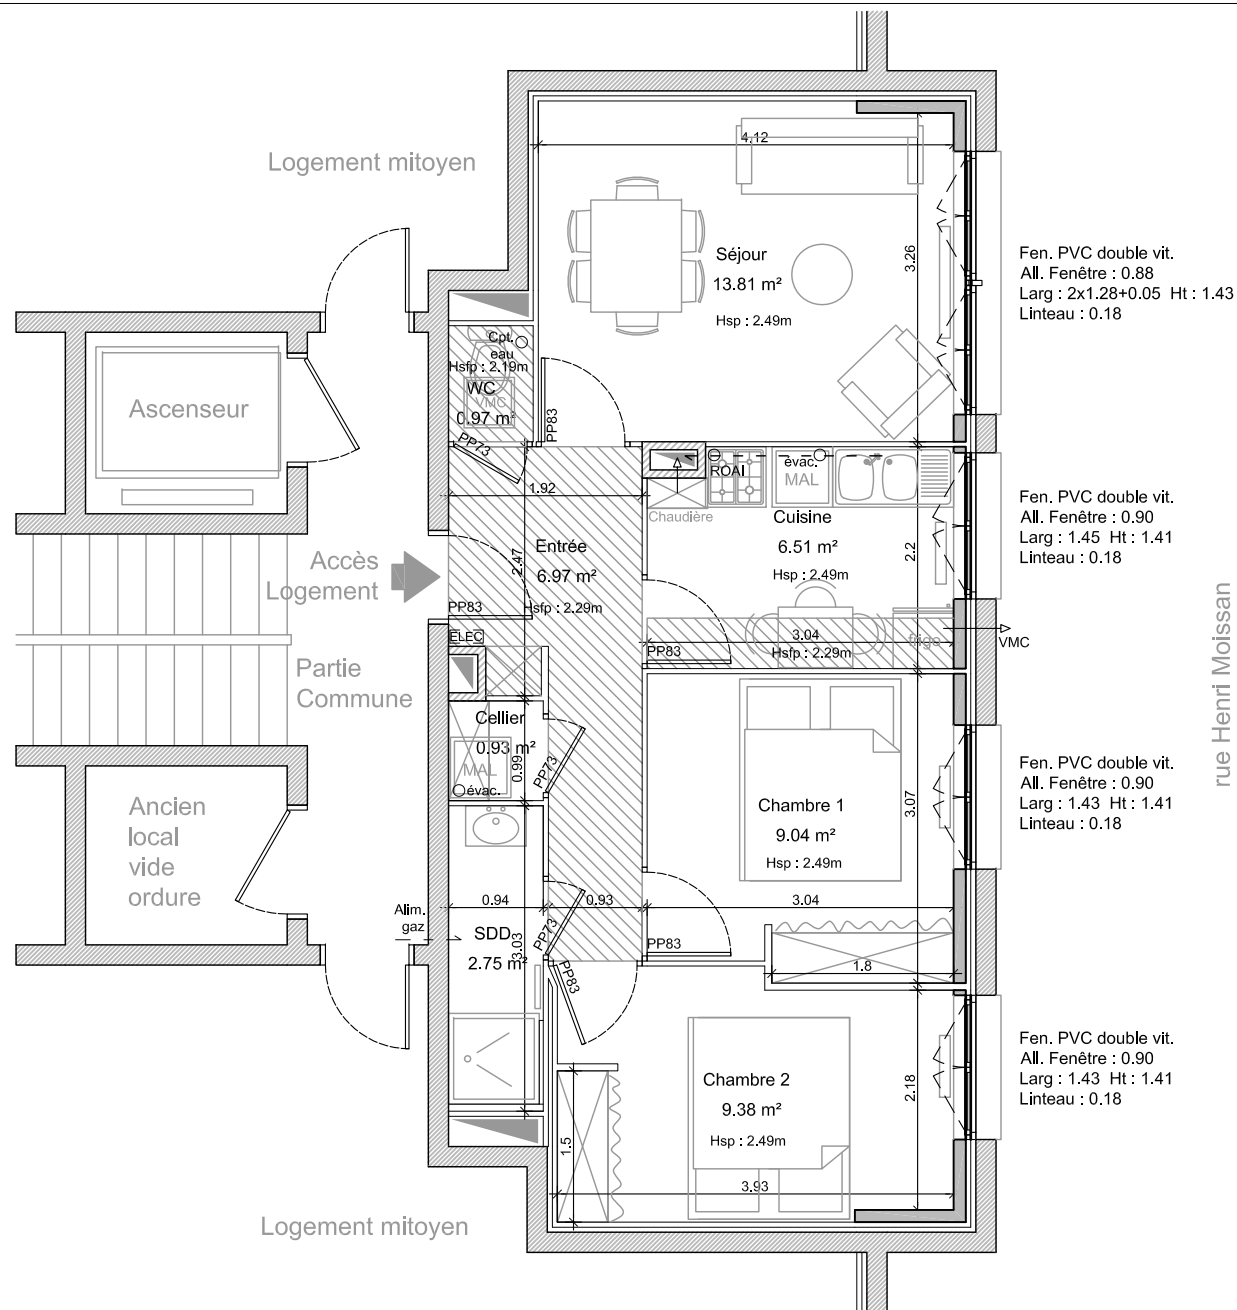 Logement mitoyen
4.12
Séjour
13.81 m²
Hsp : 2.49m
3.26
Fen. PVC double vit.
All. Fenêtre : 0.88
Larg : 2x1.28+0.05  Ht : 1.43
Linteau : 0.18
Cpt.
eau
Hsfp : 2.19m
WC
VMC
0.97 m²
PP73
PP83
Ascenseur
1.92
ROAI
évac.
MAL
Chaudière
Cuisine
6.51 m²
Hsp : 2.49m
2.2
Fen. PVC double vit.
All. Fenêtre : 0.90
Larg : 1.45  Ht : 1.41
Linteau : 0.18
Accès
Logement
Entrée
6.97 m²
Hsfp : 2.29m
2.47
PP83
ELEC
3.04
Hsfp : 2.29m
PP83
frigo
VMC
rue Henri Moissan
Partie
Commune
Cellier
0.93 m²
0.99
MAL
évac.
PP73
Chambre 1
9.04 m²
Hsp : 2.49m
3.07
Fen. PVC double vit.
All. Fenêtre : 0.90
Larg : 1.43  Ht : 1.41
Linteau : 0.18
Ancien
local
vide
ordure
Alim.
gaz
0.94
0.93
3.04
SDD
2.75 m²
3.03
PP73
PP83
PP83
1.8
Chambre 2
9.38 m²
Hsp : 2.49m
2.18
1.5
3.93
Fen. PVC double vit.
All. Fenêtre : 0.90
Larg : 1.43  Ht : 1.41
Linteau : 0.18
Logement mitoyen